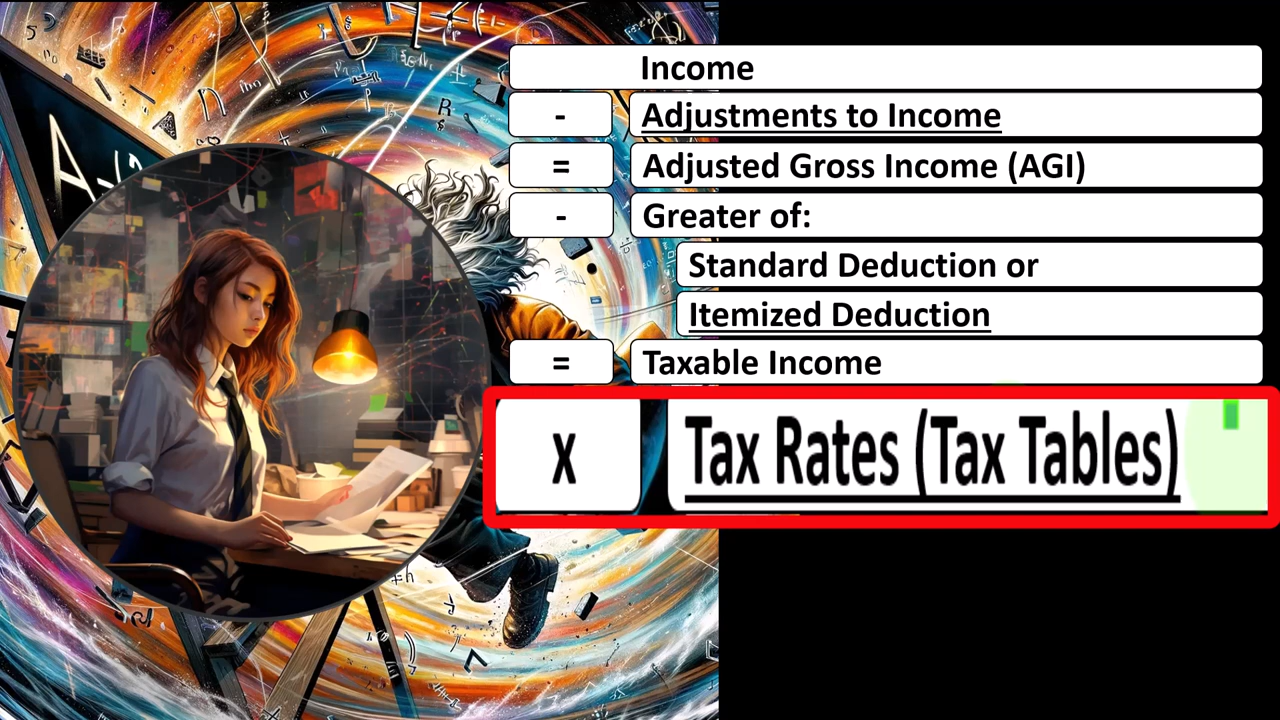 Income
- Adjustments to Income
= Adjusted Gross Income (AGI)
- Greater of:
Standard Deduction or
Itemized Deduction
= Taxable Income
x Tax Rates (Tax Tables)